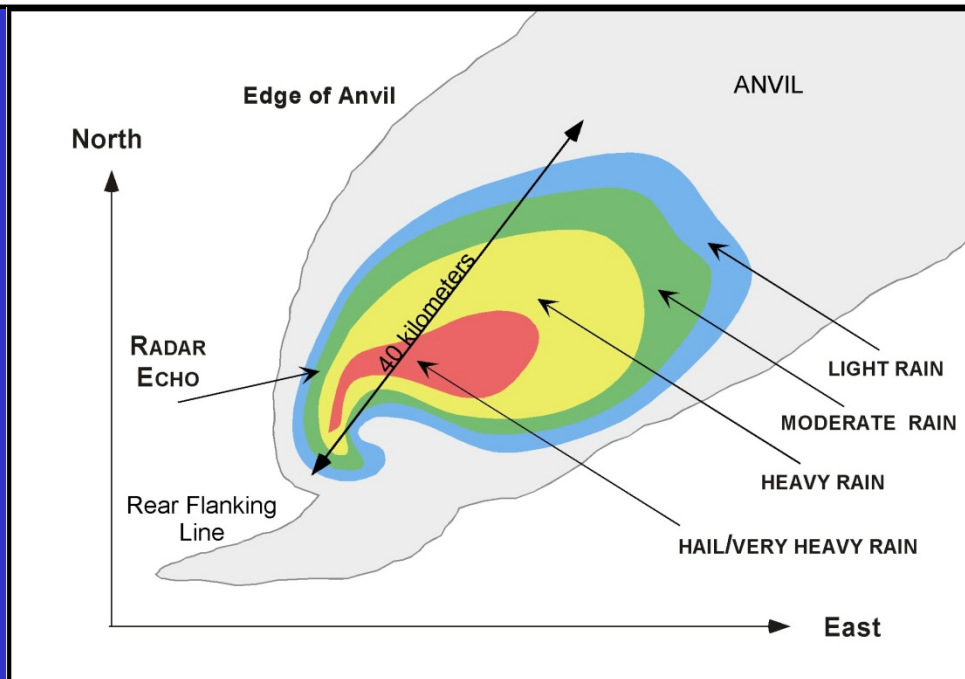 ANVIL
Edge of Anvil
North
40 kilometers
RADAR
ECHO
LIGHT RAIN
MODERATE RAIN
HEAVY RAIN
Rear Flanking
Line
HAIL/VERY HEAVY RAIN
East